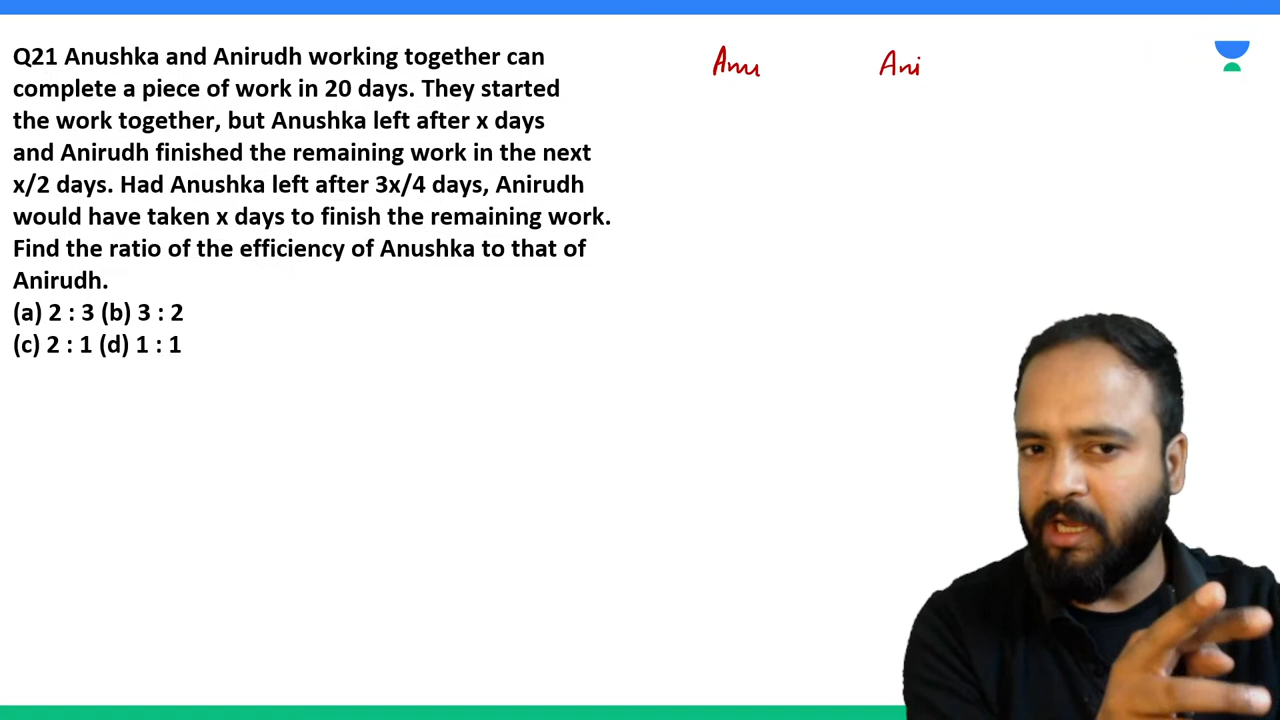 Q21 Anushka and Anirudh working together can
complete a piece of work in 20 days. They started
the work together, but Anushka left after x days
and Anirudh finished the remaining work in the next
x/2 days. Had Anushka left after 3x/4 days, Anirudh
would have taken x days to finish the remaining work.
Find the ratio of the efficiency of Anushka to that of
Anirudh.
(a) 2 : 3 (b) 3 : 2
(c) 2 : 1 (d) 1 : 1
Anu Ani